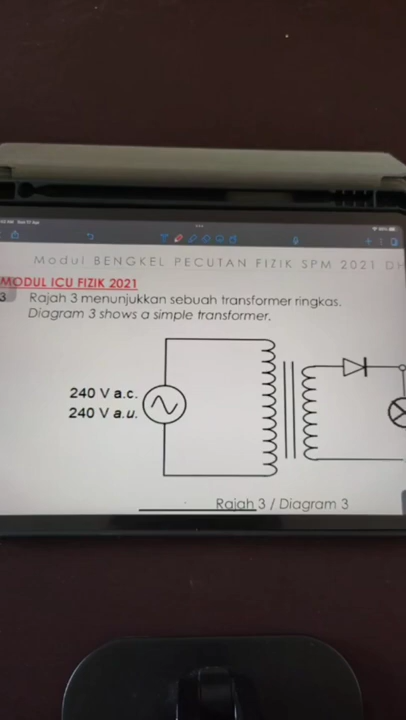 Modul BENGKEL PECUTAN FIZIK SPM 2021 DH
MODUL ICU FIZIK 2021
3 Rajah 3 menunjukkan sebuah transformer ringkas.
Diagram 3 shows a simple transformer.
240 V a.c.
240 V a.u.
Rajah 3 / Diagram 3